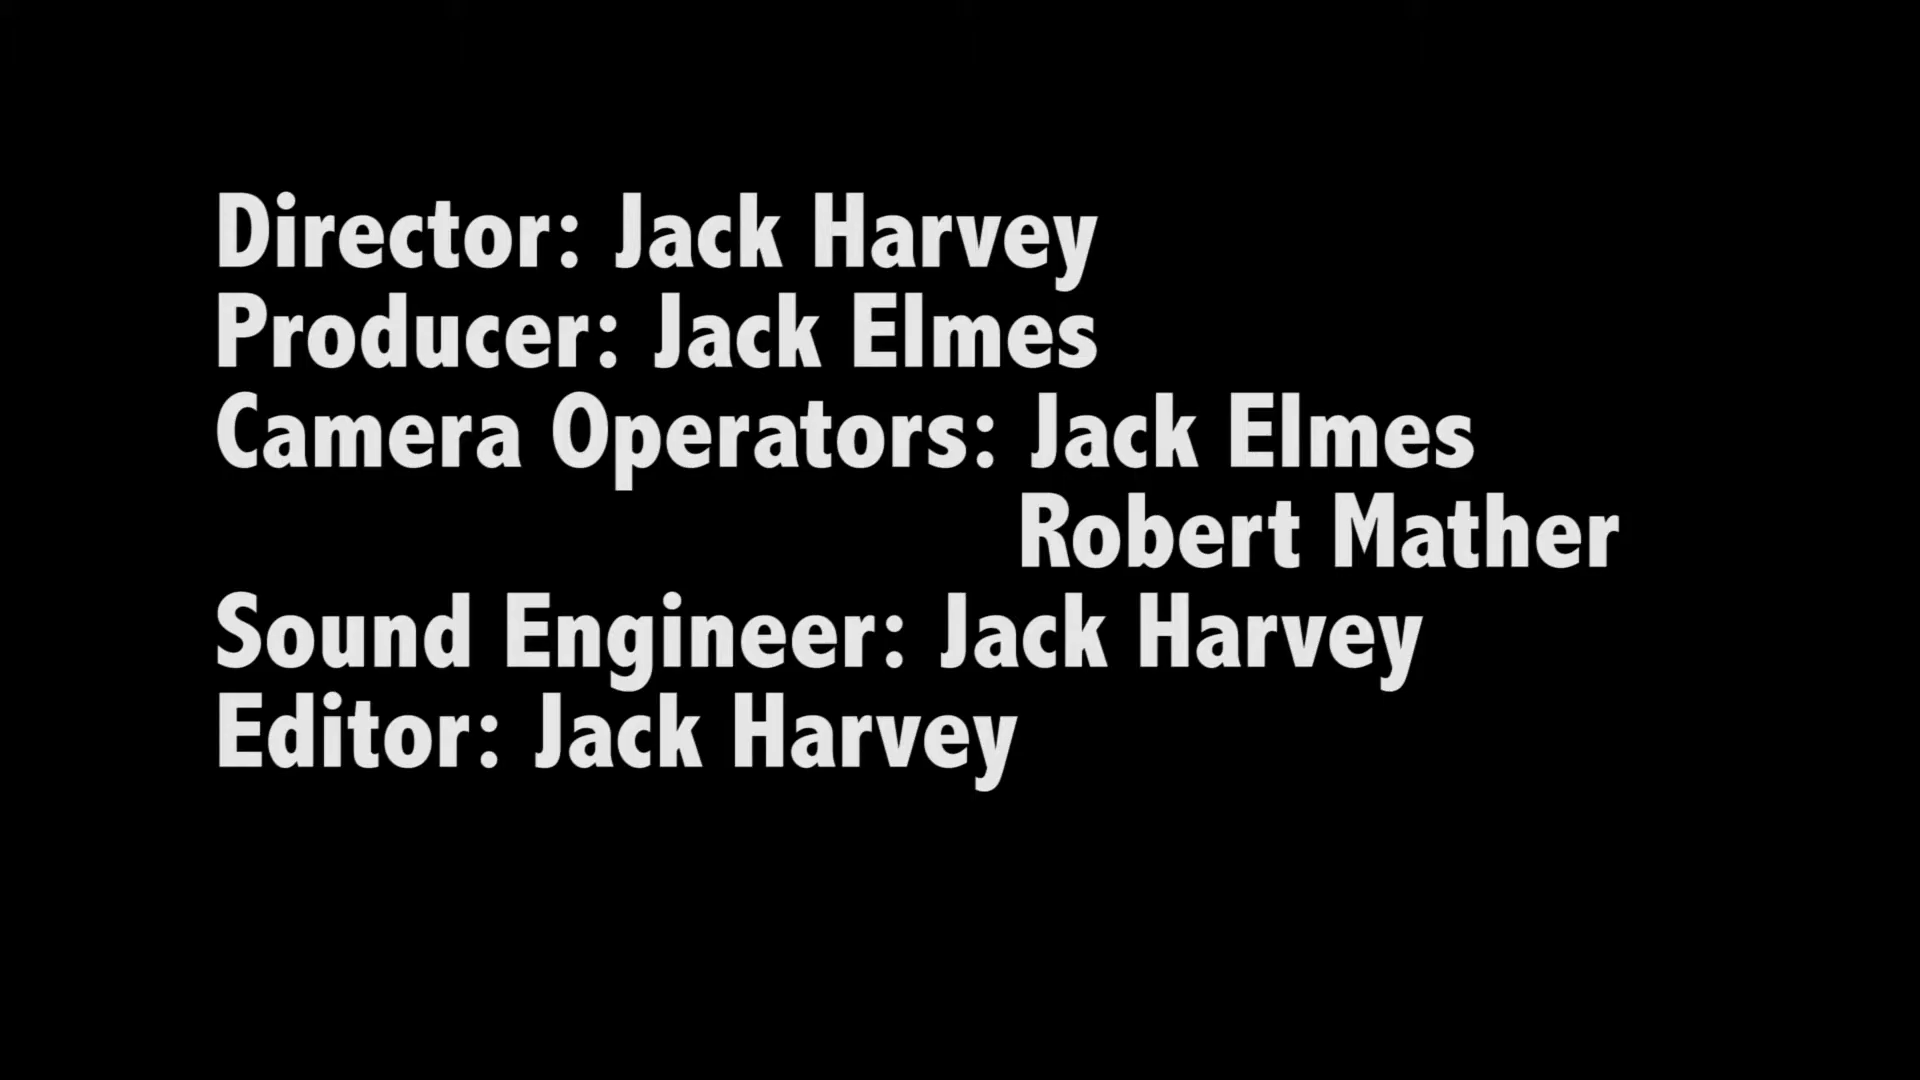 Director: Jack Harvey
Producer: Jack Elmes
Camera Operators: Jack Elmes
Robert Mather
Sound Engineer: Jack Harvey
Editor: Jack Harvey